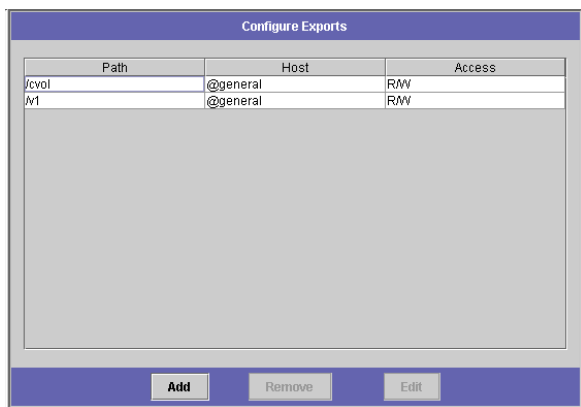 Configure Exports
Path Host Access
/cvol @general R/W
/v1 @general R/W
Add Remove Edit